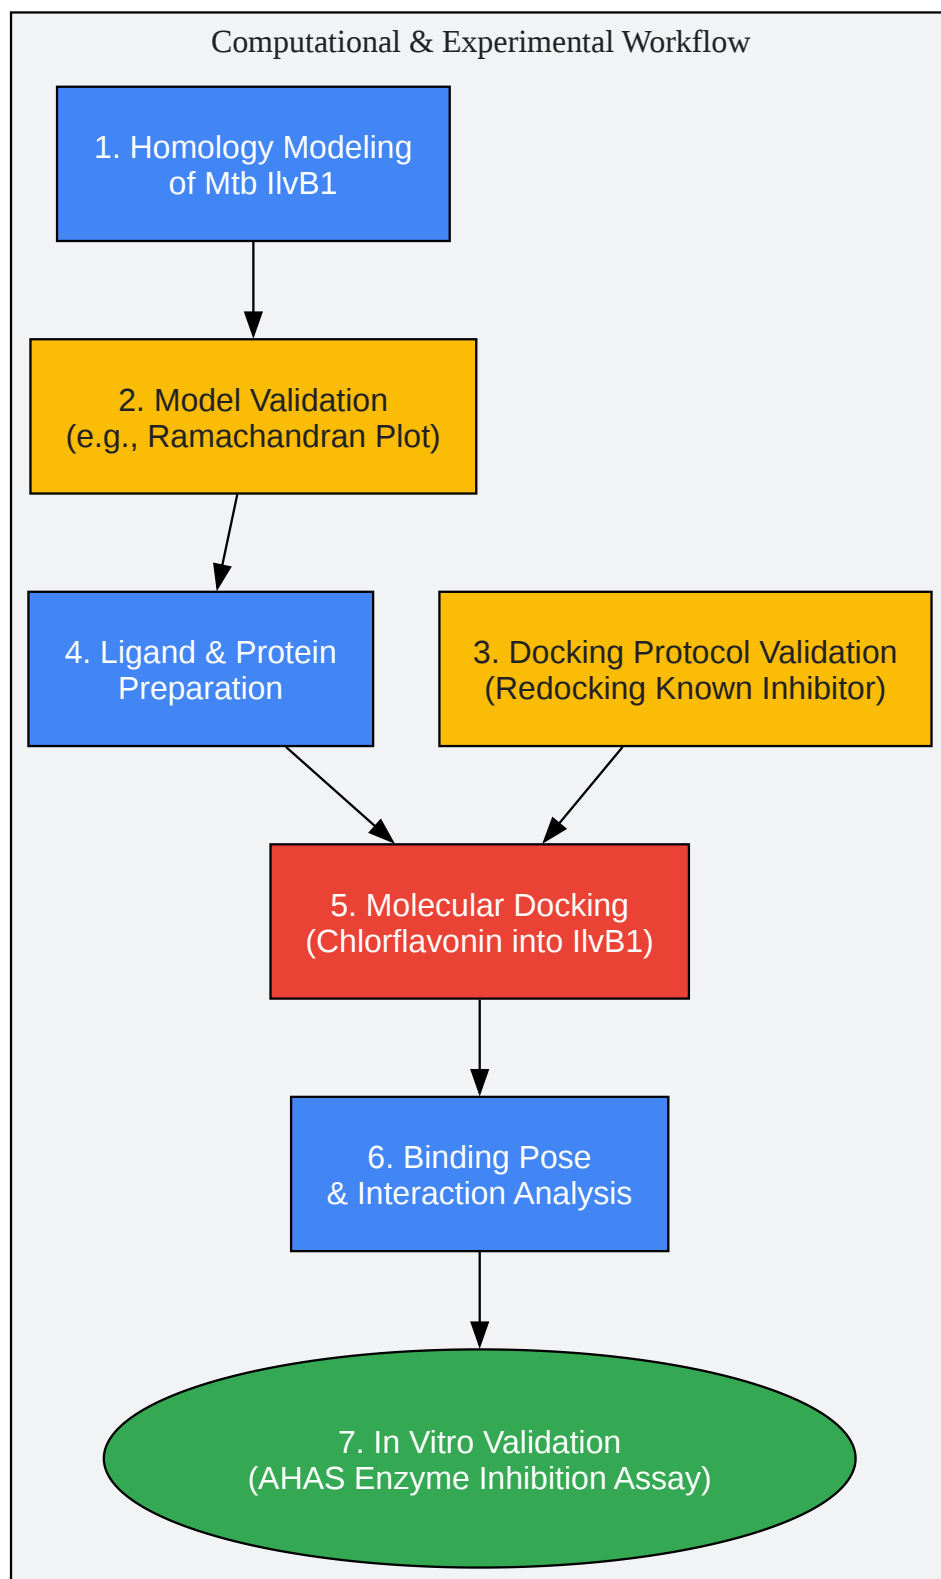 Computational & Experimental Workflow
1. Homology Modeling
of Mtb IlvB1
2. Model Validation
(e.g., Ramachandran Plot)
4. Ligand & Protein
Preparation
3. Docking Protocol Validation
(Redocking Known Inhibitor)
5. Molecular Docking
(Chlorflavonin into IlvB1)
6. Binding Pose
& Interaction Analysis
7. In Vitro Validation
(AHAS Enzyme Inhibition Assay)